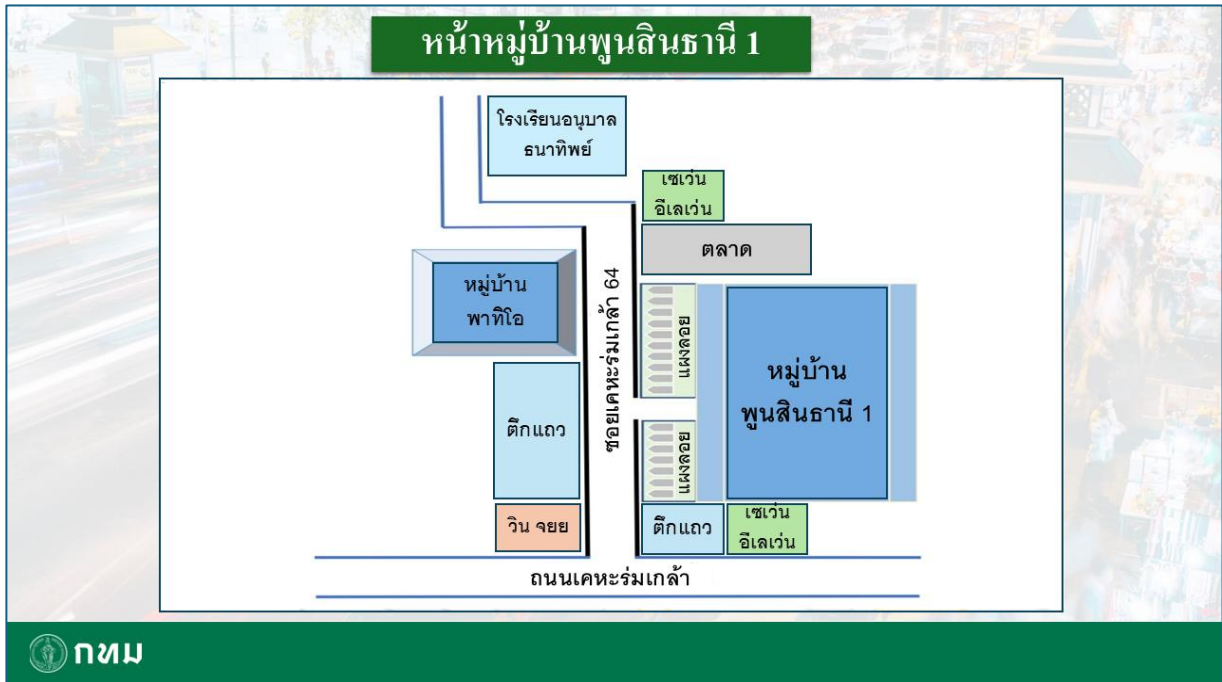 หน้าหมู่บ้านพูนสินธานี 1
โรงเรียนอนุบาล
ธนาทิพย์
เซเว่น
อีเลเว่น
ตลาด
หมู่บ้าน
พาทิโอ
ซอยเคหะร่มเกล้า 64
แผงลอย
หมู่บ้าน
พูนสินธานี 1
ตึกแถว
แผงลอย
วิน จยย
ตึกแถว
เซเว่น
อีเลเว่น
ถนนเคหะร่มเกล้า
กทม